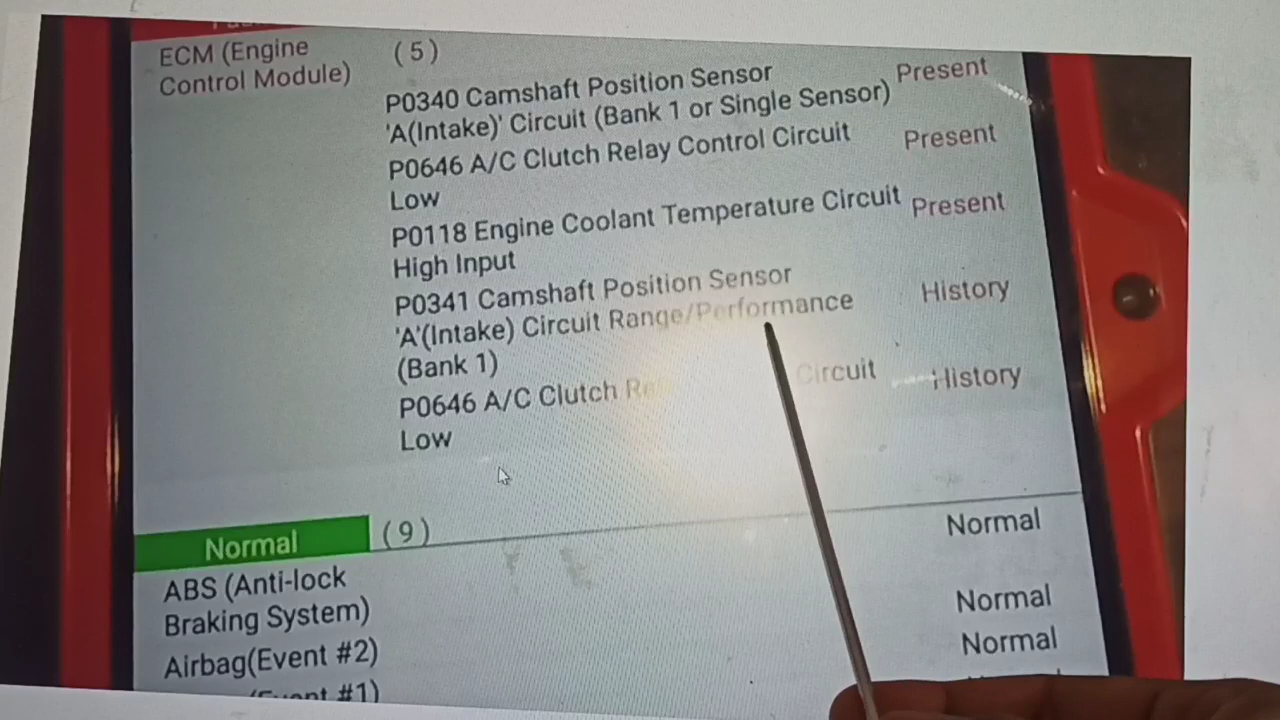 ECM (Engine
Control Module)
(5)
P0340 Camshaft Position Sensor
'A(Intake)' Circuit (Bank 1 or Single Sensor)
Present
P0646 A/C Clutch Relay Control Circuit
Low
Present
P0118 Engine Coolant Temperature Circuit
High Input
Present
P0341 Camshaft Position Sensor
'A'(Intake) Circuit Range/Performance
(Bank 1)
History
P0646 A/C Clutch Circuit
Low
History
Normal (9)
Normal
ABS (Anti-lock
Braking System)
Normal
Airbag(Event #2)
Normal
#1)